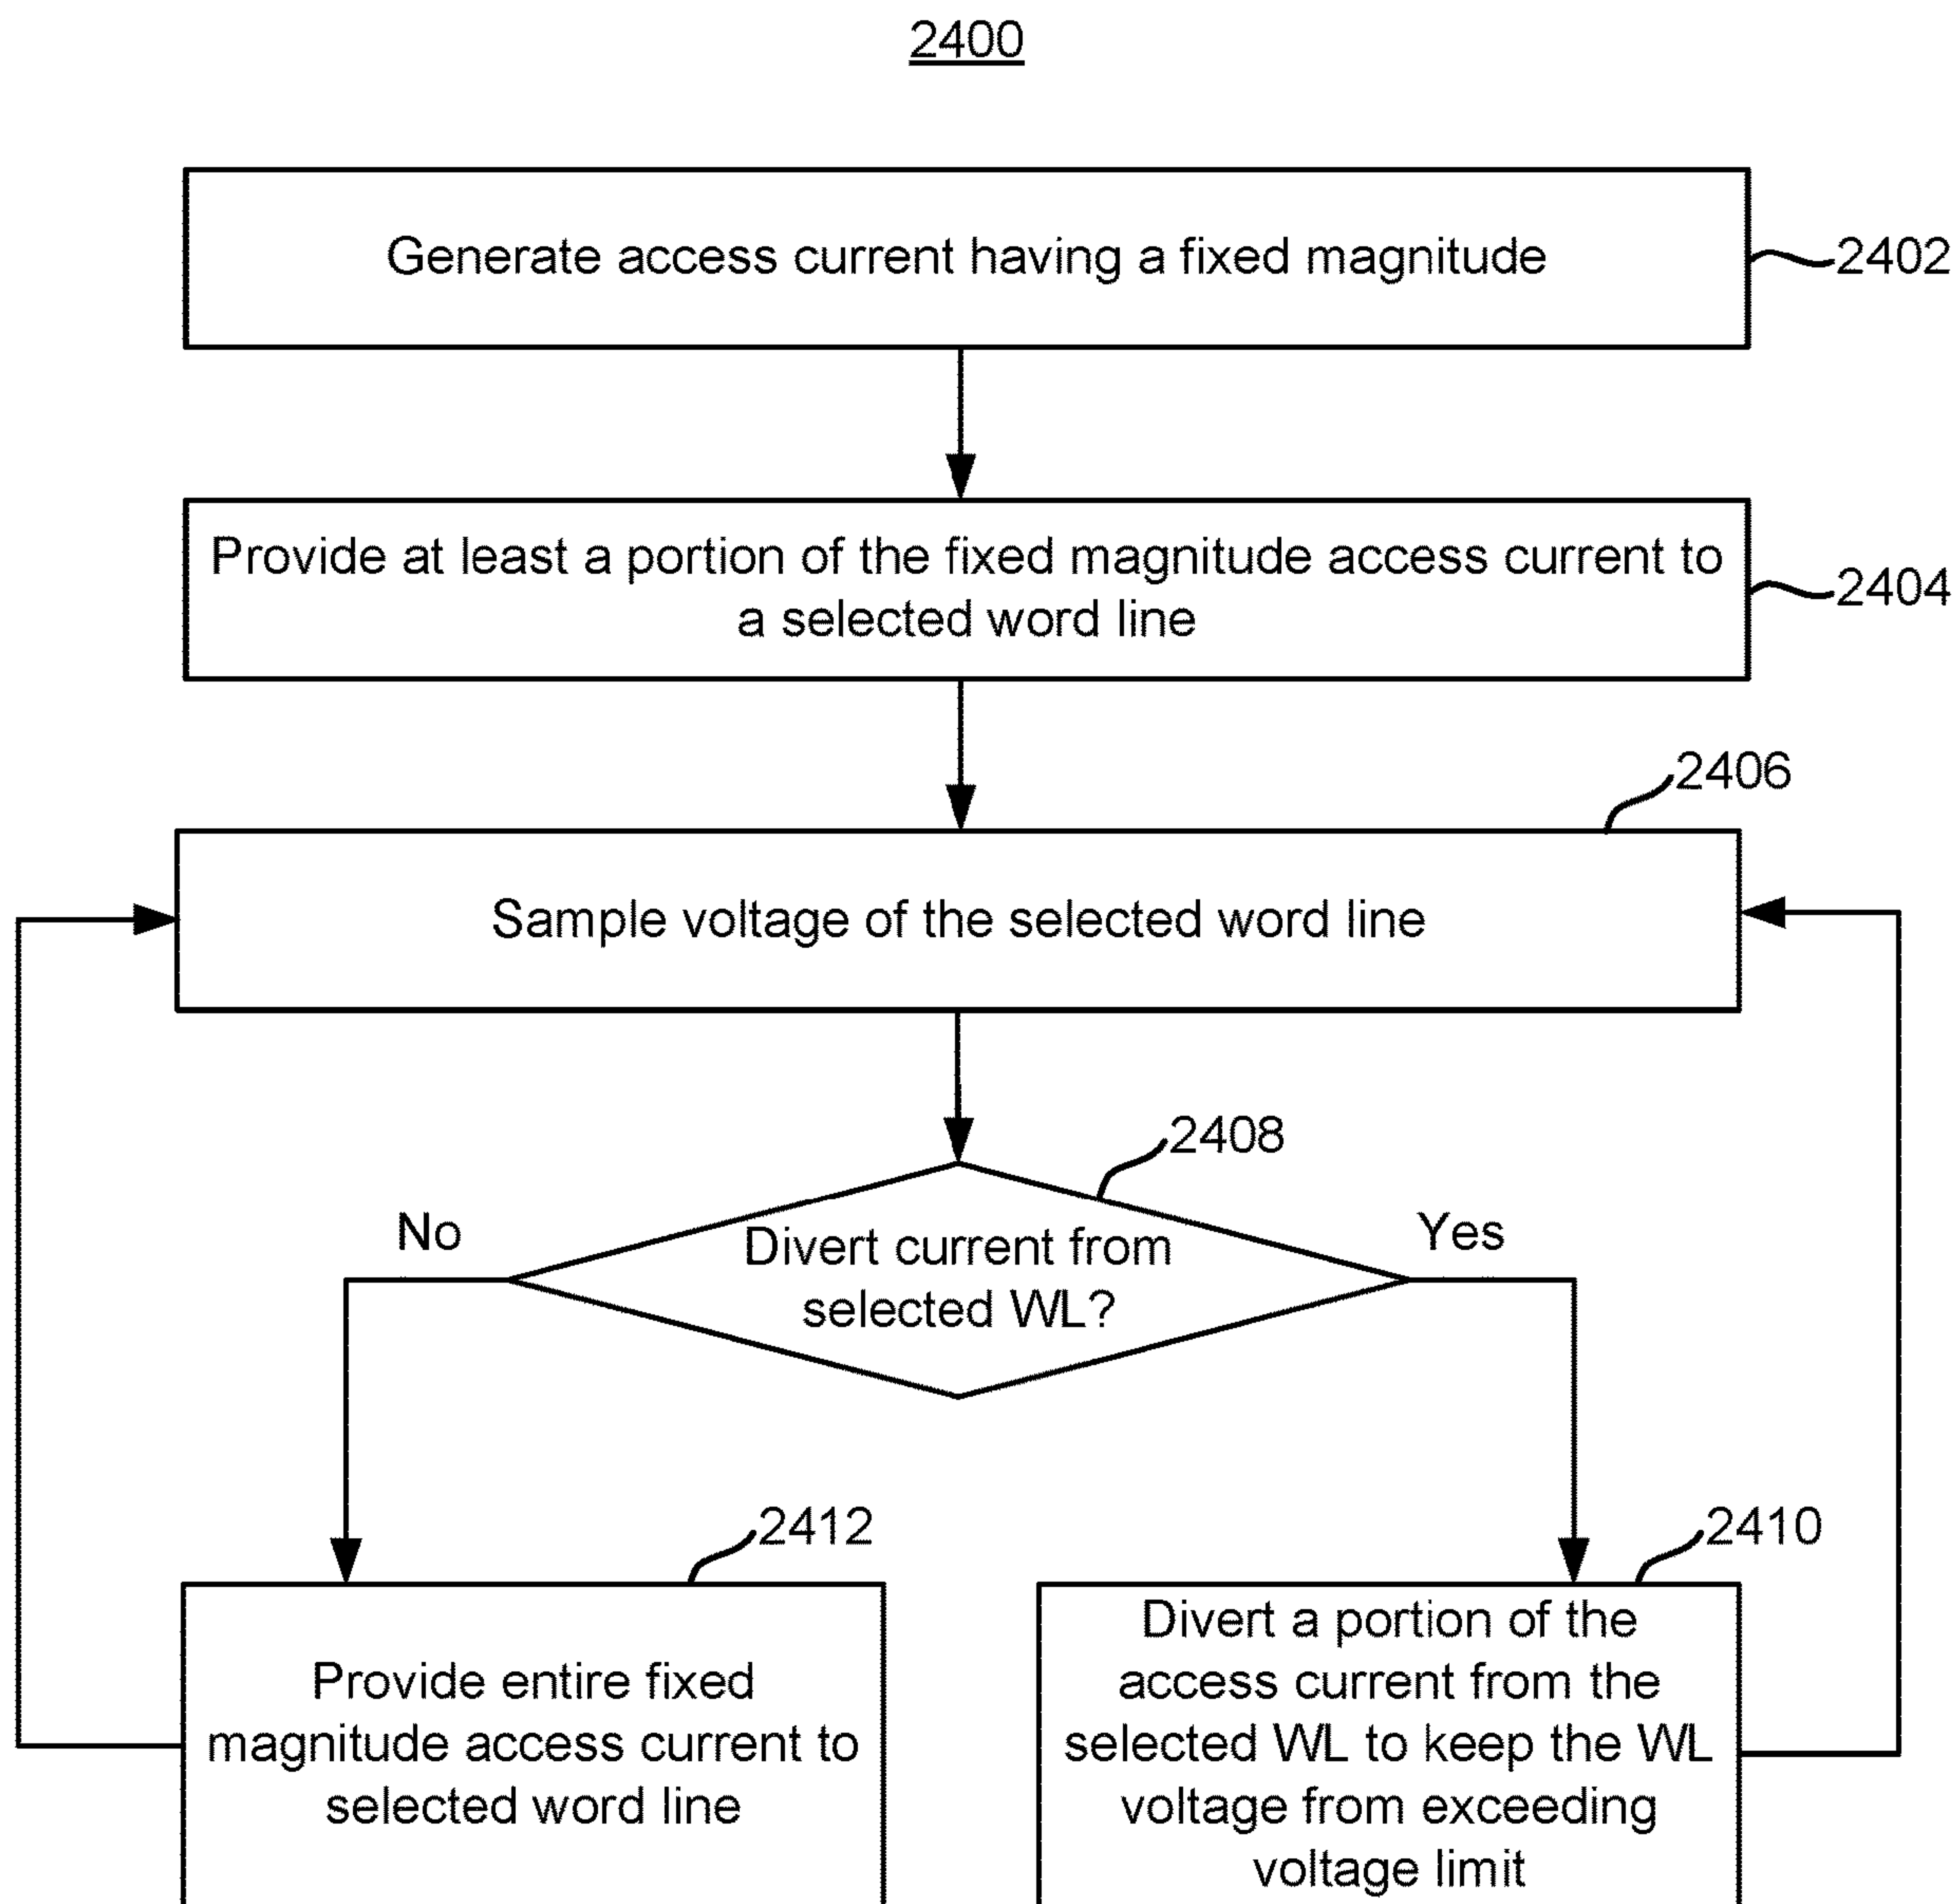 2400
Generate access current having a fixed magnitude
2402
Provide at least a portion of the fixed magnitude access current to
a selected word line
2404
2406
Sample voltage of the selected word line
2408
No
Divert current from
selected WL?
Yes
2412
Provide entire fixed
magnitude access current to
selected word line
2410
Divert a portion of the
access current from the
selected WL to keep the WL
voltage from exceeding
voltage limit